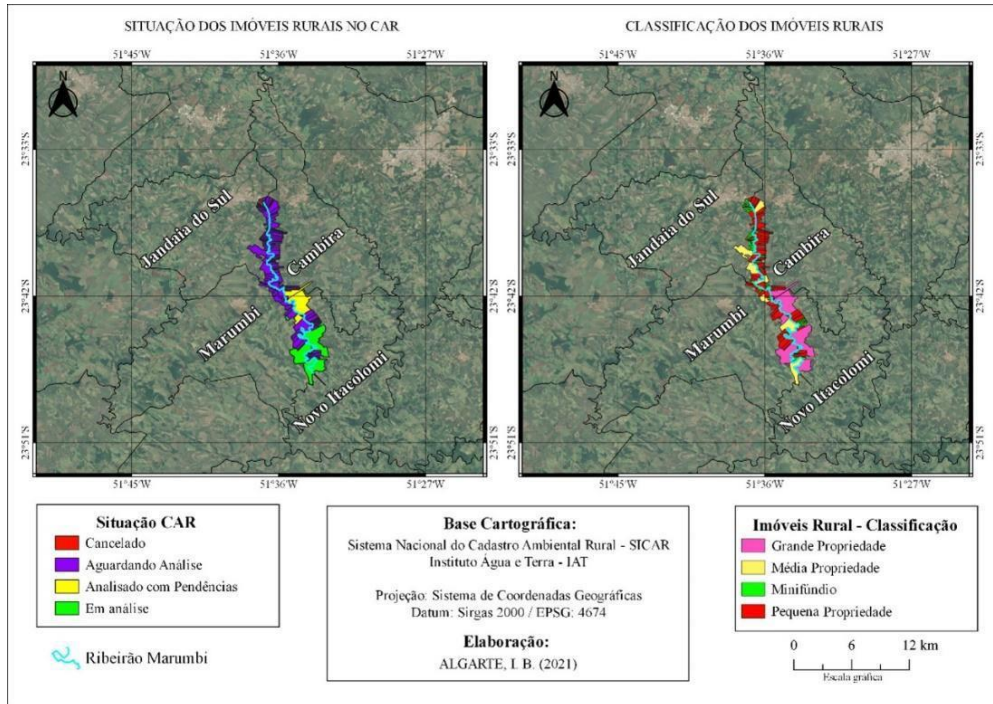 SITUAÇÃO DOS IMÓVEIS RURAIS NO CAR
51°45'W 51°36'W 51°27'W
N
23°33'S 23°33'S
Jandaia do Sul
Cambira
23°42'S 23°42'S
Marumbi
Novo Itacolomi
23°51'S 23°51'S
51°45'W 51°36'W 51°27'W
CLASSIFICAÇÃO DOS IMÓVEIS RURAIS
51°45'W 51°36'W 51°27'W
N
23°33'S 23°33'S
Jandaia do Sul
Cambira
23°42'S 23°42'S
Marumbi
Novo Itacolomi
23°51'S 23°51'S
51°45'W 51°36'W 51°27'W
Situação CAR
Cancelado
Aguardando Análise
Analisado com Pendências
Em análise
Ribeirão Marumbi
Base Cartográfica:
Sistema Nacional do Cadastro Ambiental Rural - SICAR
Instituto Água e Terra - IAT
Projeção: Sistema de Coordenadas Geográficas
Datum: Sirgas 2000 / EPSG: 4674
Elaboração:
ALGARTE, I. B. (2021)
Imóveis Rural - Classificação
Grande Propriedade
Média Propriedade
Minifúndio
Pequena Propriedade
0 6 12 km
Escala gráfica